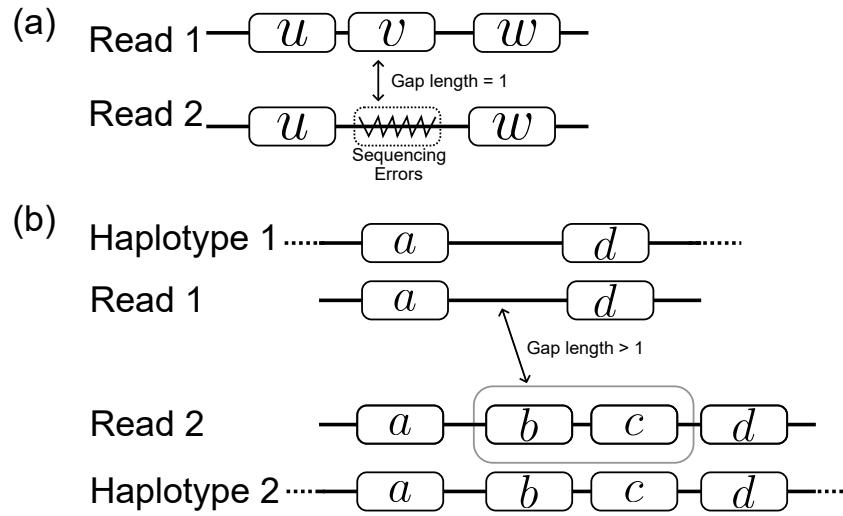 (a)
Read 1 u v w
Gap length = 1
Read 2 u w
Sequencing
Errors
(b)
Haplotype 1 a d
Read 1 a d
Gap length > 1
Read 2 a b c d
Haplotype 2 a b c d